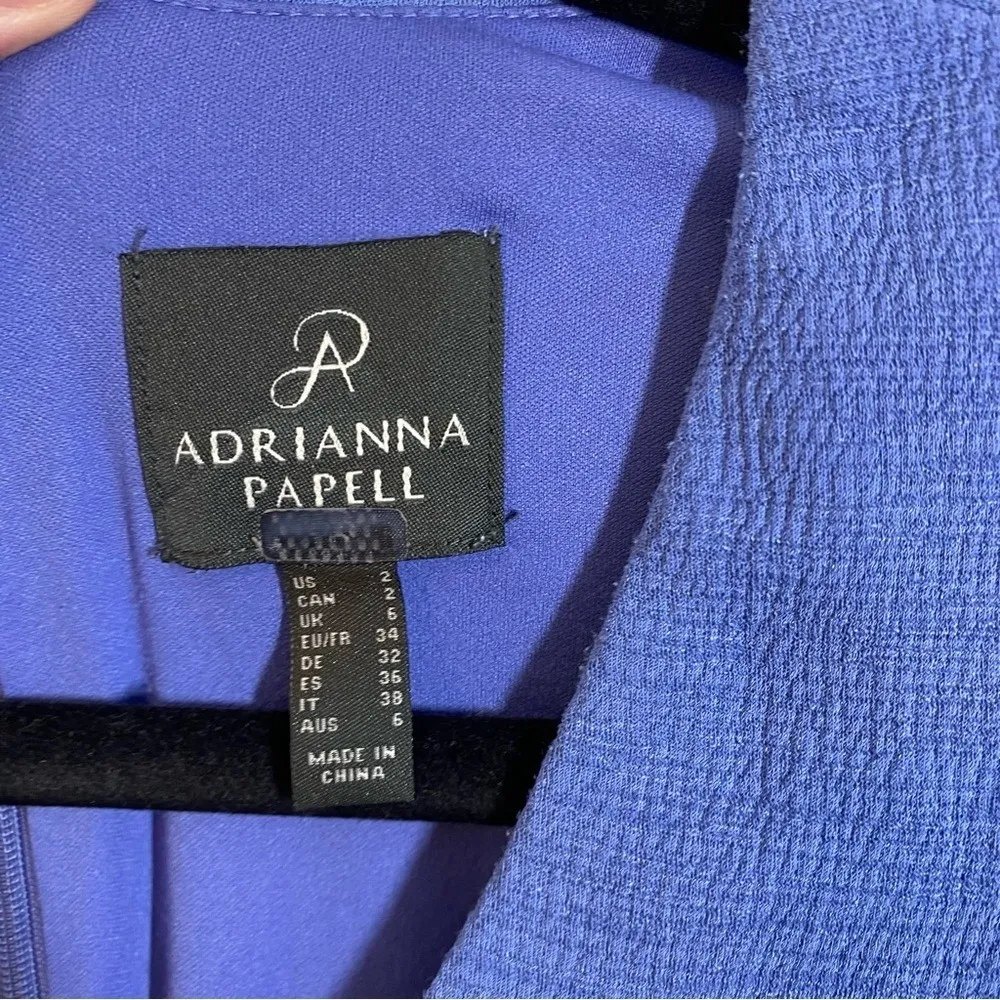 ADRIANNA
PAPELL
US 2
CAN 2
UK 6
EU/FR 34
DE 32
ES 36
IT 38
AUS 6
MADE IN
CHINA